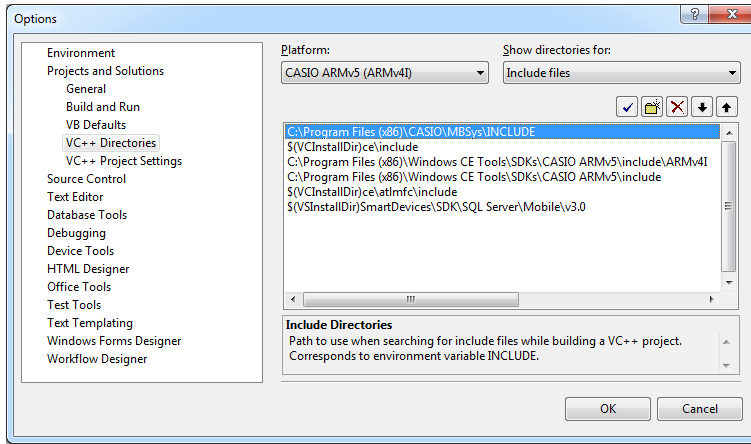 Options
?
Environment
Projects and Solutions
General
Build and Run
VB Defaults
VC++ Directories
VC++ Project Settings
Source Control
Text Editor
Database Tools
Debugging
Device Tools
HTML Designer
Office Tools
Test Tools
Text Templating
Windows Forms Designer
Workflow Designer
Platform:
CASIO ARMv5 (ARMv4I)
Show directories for:
Include files
C:\Program Files (x86)\CASIO\MBSys\INCLUDE
$(VCInstallDir)ce\include
C:\Program Files (x86)\Windows CE Tools\SDKs\CASIO ARMv5\include\ARMv4I
C:\Program Files (x86)\Windows CE Tools\SDKs\CASIO ARMv5\include
$(VCInstallDir)ce\atlmfc\include
$(VSInstallDir)SmartDevices\SDK\SQL Server\Mobile\v3.0
Include Directories
Path to use when searching for include files while building a VC++ project.
Corresponds to environment variable INCLUDE.
OK
Cancel